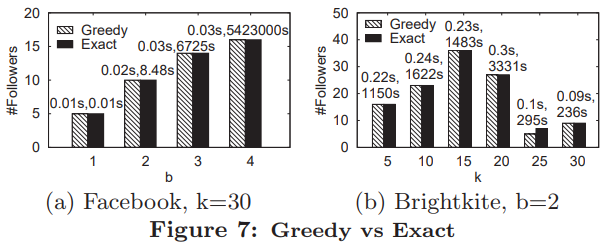 20
15
10
5
0
#Followers
Greedy
Exact
0.01s,0.01s
0.02s,8.48s
0.03s,6725s
0.03s,5423000s
1 2 3 4
b
(a) Facebook, k=30
50
40
30
20
10
0
#Followers
Greedy
Exact
0.22s,
1150s
0.24s,
1622s
0.23s,
1483s
0.3s,
3331s
0.1s,
295s
0.09s,
236s
5 10 15 20 25 30
k
(b) Brightkite, b=2
Figure 7: Greedy vs Exact